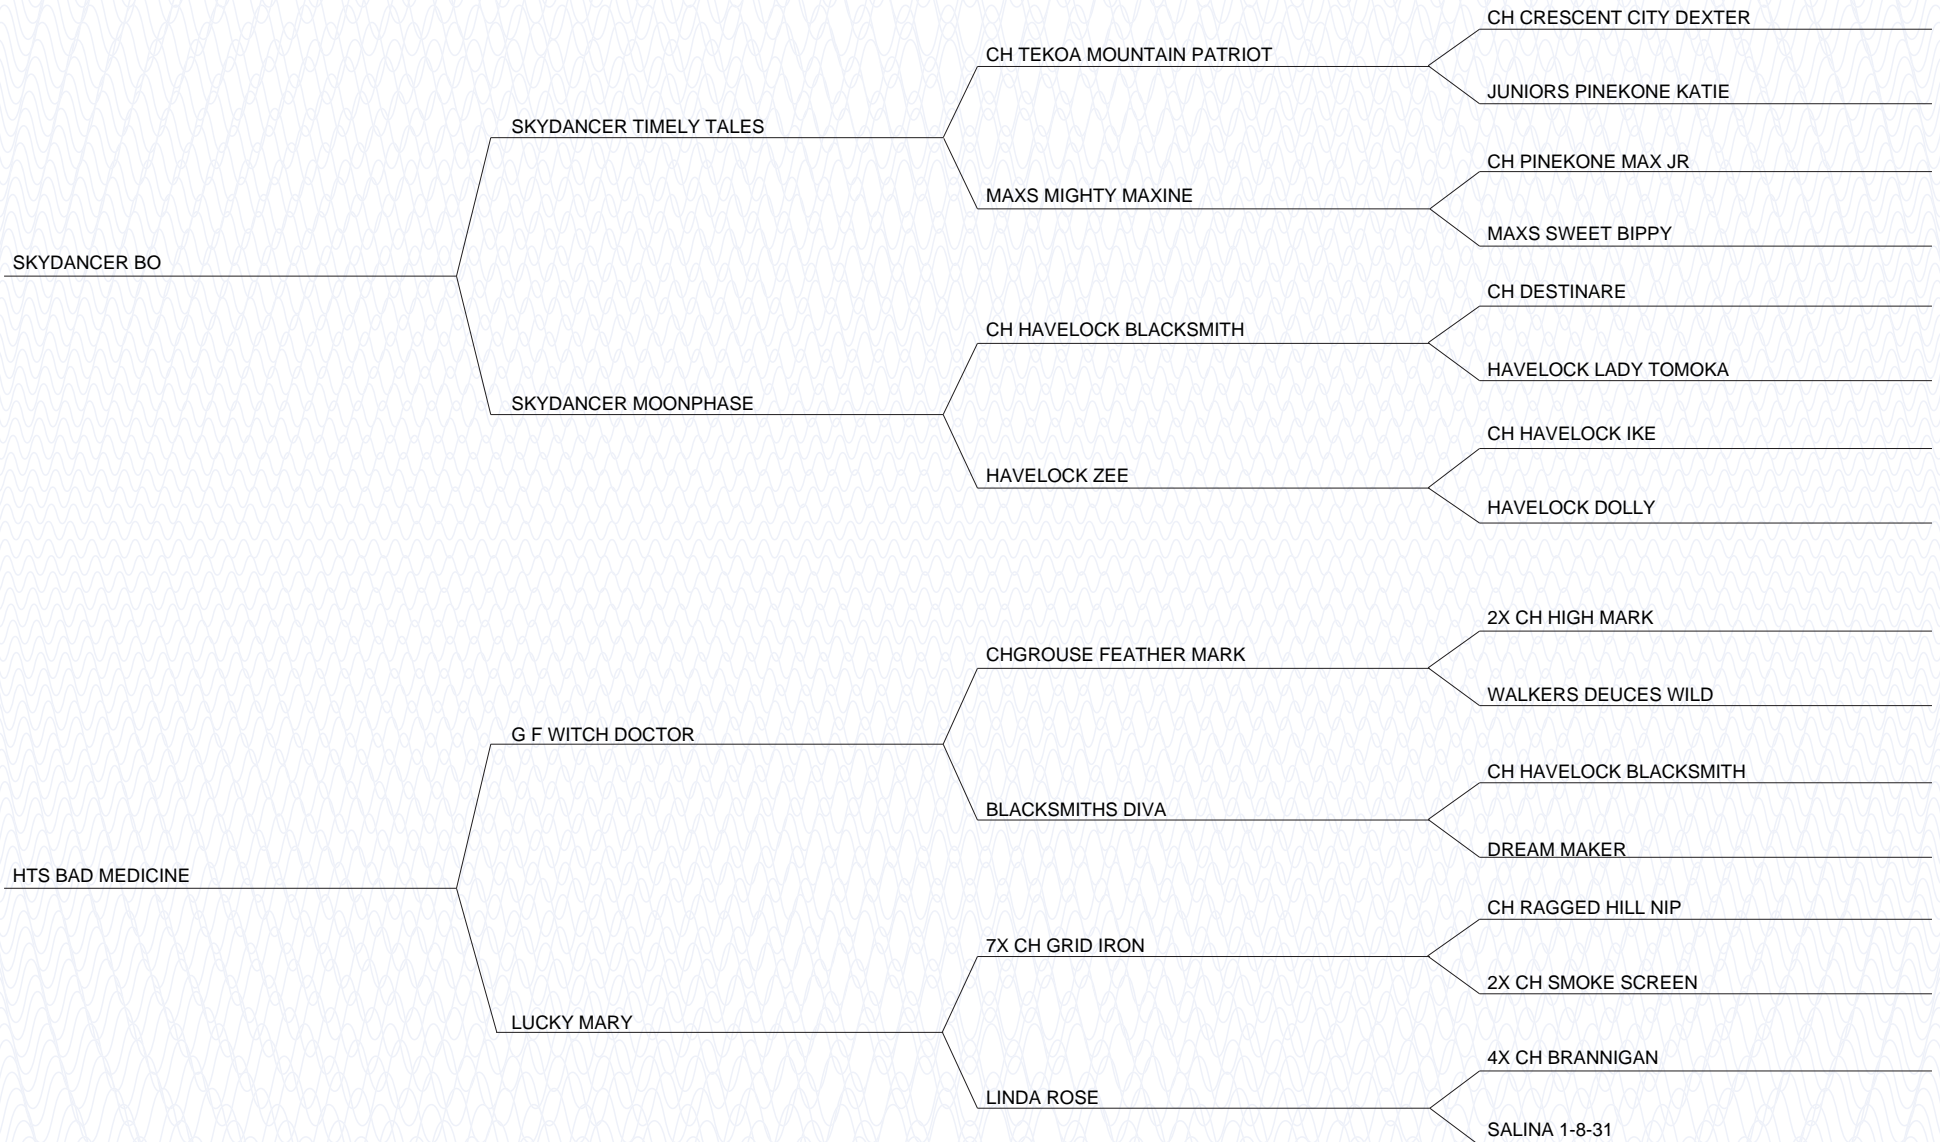 CH CRESCENT CITY DEXTER
CH TEKOA MOUNTAIN PATRIOT
JUNIORS PINEKONE KATIE
SKYDANCER TIMELY TALES
CH PINEKONE MAX JR
MAXS MIGHTY MAXINE
MAXS SWEET BIPPY
SKYDANCER BO
CH DESTINARE
CH HAVELOCK BLACKSMITH
HAVELOCK LADY TOMOKA
SKYDANCER MOONPHASE
CH HAVELOCK IKE
HAVELOCK ZEE
HAVELOCK DOLLY
2X CH HIGH MARK
CHGROUSE FEATHER MARK
WALKERS DEUCES WILD
G F WITCH DOCTOR
CH HAVELOCK BLACKSMITH
BLACKSMITHS DIVA
DREAM MAKER
HTS BAD MEDICINE
CH RAGGED HILL NIP
7X CH GRID IRON
2X CH SMOKE SCREEN
LUCKY MARY
4X CH BRANNIGAN
LINDA ROSE
SALINA 1-8-31